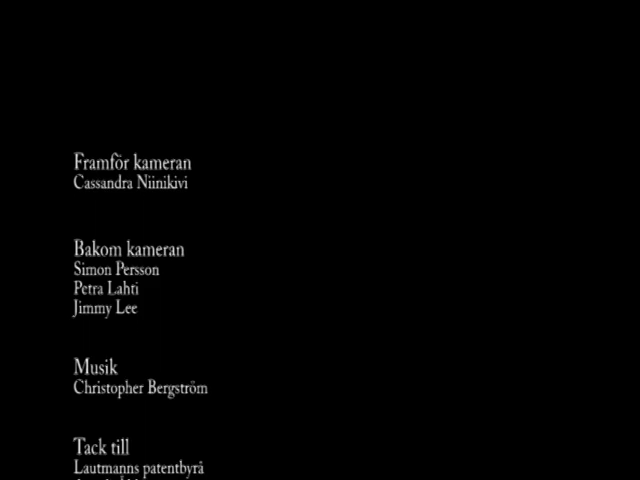 Framför kameran
Cassandra Niinikivi
Bakom kameran
Simon Persson
Petra Lahti
Jimmy Lee
Musik
Christopher Bergström
Tack till
Lautmanns patentbyrå